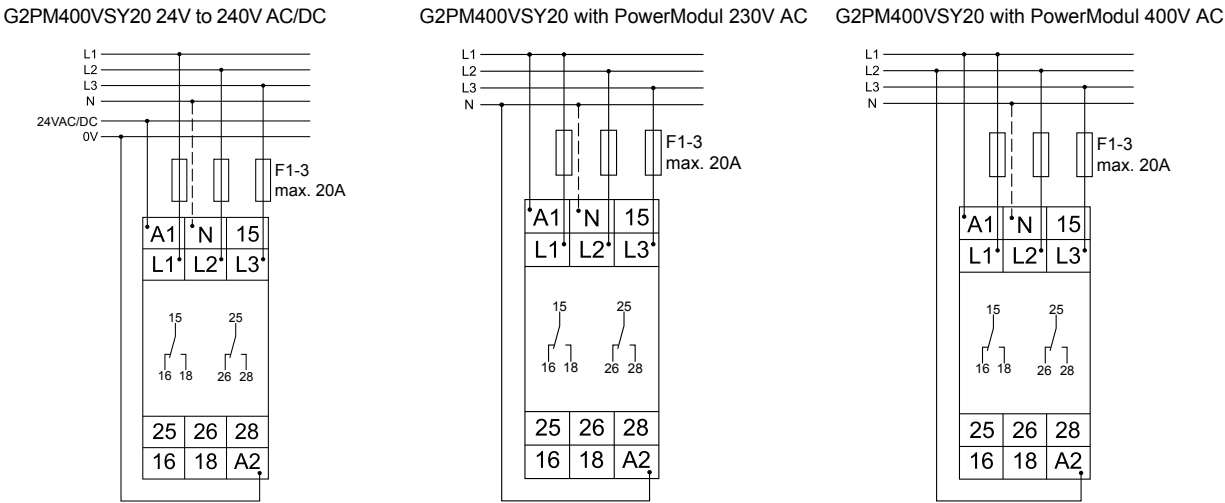 G2PM400VSY20 24V to 240V AC/DC
L1
L2
L3
N
24VAC/DC
0V
F1-3
max. 20A
A1 N 15
L1 L2 L3
15 25
16 18 26 28
25 26 28
16 18 A2
G2PM400VSY20 with PowerModul 230V AC
L1
L2
L3
N
F1-3
max. 20A
A1 N 15
L1 L2 L3
15 25
16 18 26 28
25 26 28
16 18 A2
G2PM400VSY20 with PowerModul 400V AC
L1
L2
L3
N
F1-3
max. 20A
A1 N 15
L1 L2 L3
15 25
16 18 26 28
25 26 28
16 18 A2